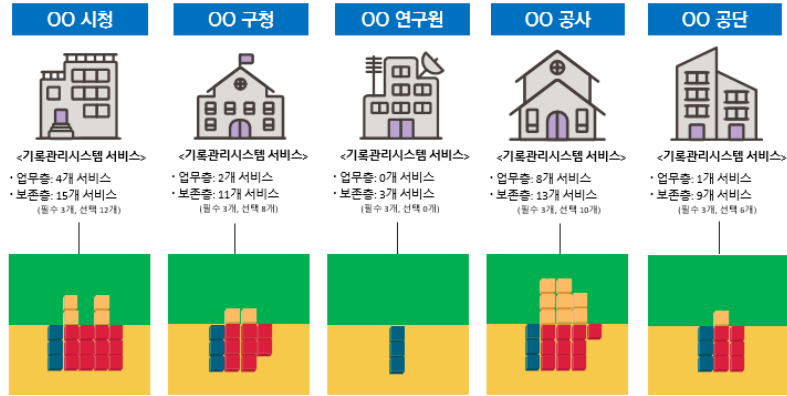 OO 시청
<기록관리시스템 서비스>
· 업무층: 4개 서비스
· 보존층: 15개 서비스
(필수 3개, 선택 12개)
OO 구청
<기록관리시스템 서비스>
· 업무층: 2개 서비스
· 보존층: 11개 서비스
(필수 3개, 선택 8개)
OO 연구원
<기록관리시스템 서비스>
· 업무층: 0개 서비스
· 보존층: 3개 서비스
(필수 3개, 선택 0개)
OO 공사
<기록관리시스템 서비스>
· 업무층: 8개 서비스
· 보존층: 13개 서비스
(필수 3개, 선택 10개)
OO 공단
<기록관리시스템 서비스>
· 업무층: 1개 서비스
· 보존층: 9개 서비스
(필수 3개, 선택 6개)